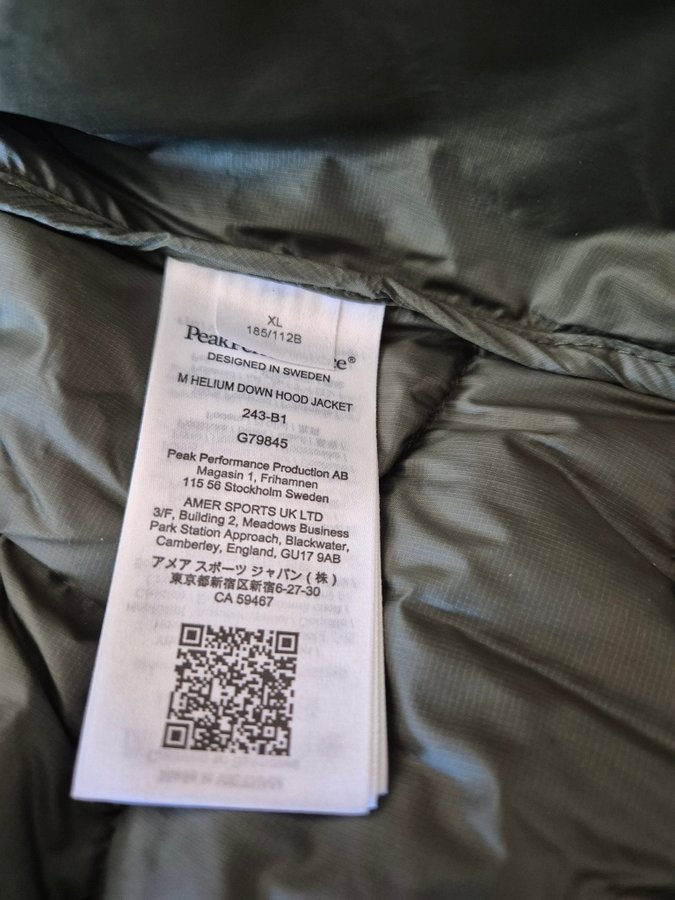 XL
185/112B
DESIGNED IN SWEDEN
M HELIUM DOWN HOOD JACKET
243-B1
G79845
Peak Performance Production AB
Magasin 1, Frihamnen
115 56 Stockholm Sweden
AMER SPORTS UK LTD
3/F, Building 2, Meadows Business
Park Station Approach, Blackwater,
Camberley, England, GU17 9AB
アメア スポーツ ジャパン ( 株 )
東京都新宿区新宿6-27-30
CA 59467